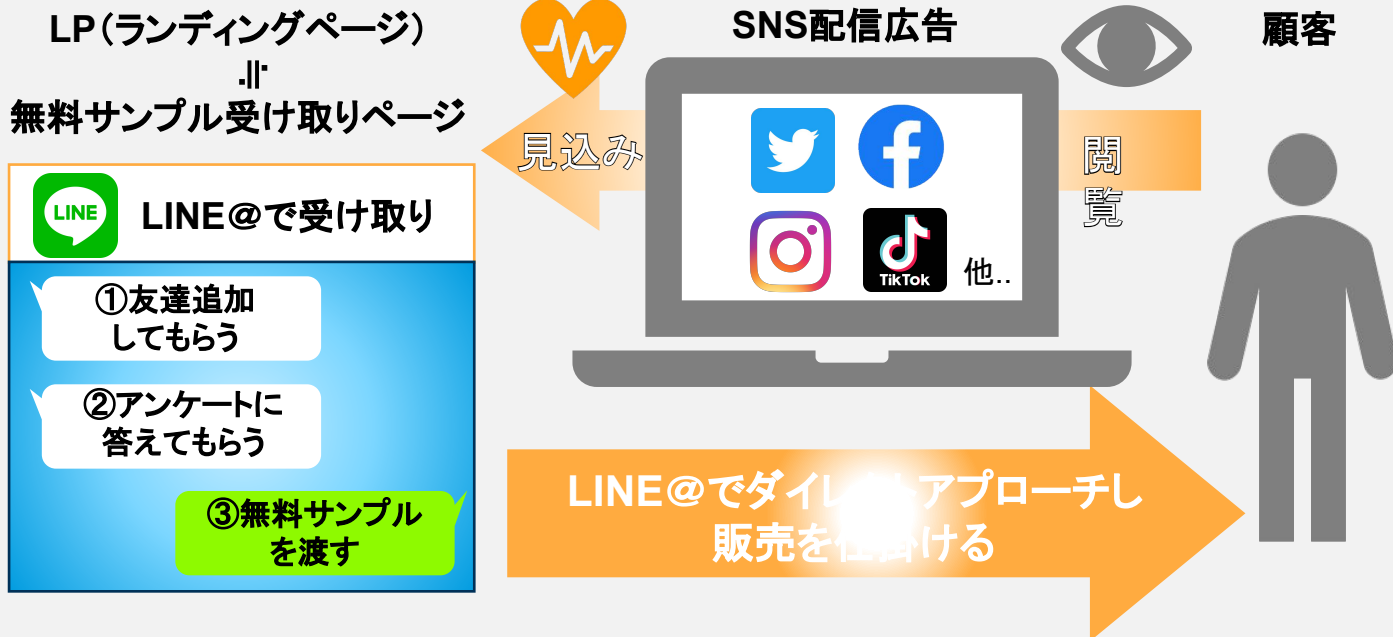 LP（ランディングページ）
.||·
無料サンプル受け取りページ
LINE
LINE＠で受け取り
①友達追加
してもらう
②アンケートに
答えてもらう
③無料サンプル
を渡す
見込み
SNS配信広告
TikTok
他..
閲
覧
顧客
LINE＠でダイレクトアプローチし
販売を仕掛ける